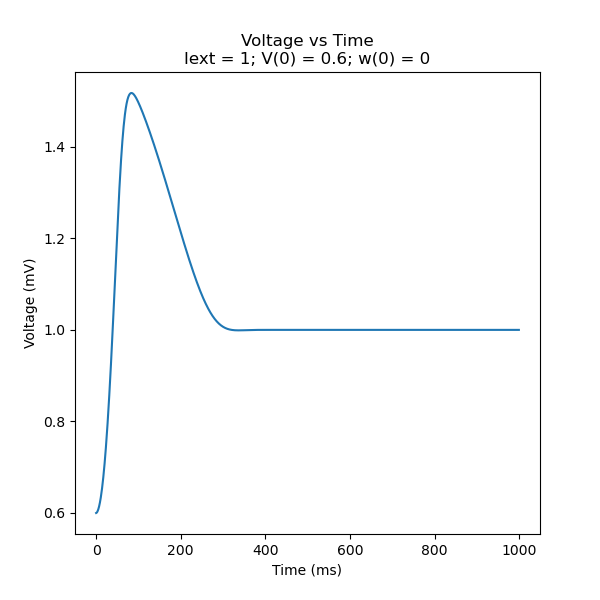 Voltage vs Time
Iext = 1; V(0) = 0.6; w(0) = 0
1.4
1.2
1.0
0.8
0.6
Voltage (mV)
0 200 400 600 800 1000
Time (ms)